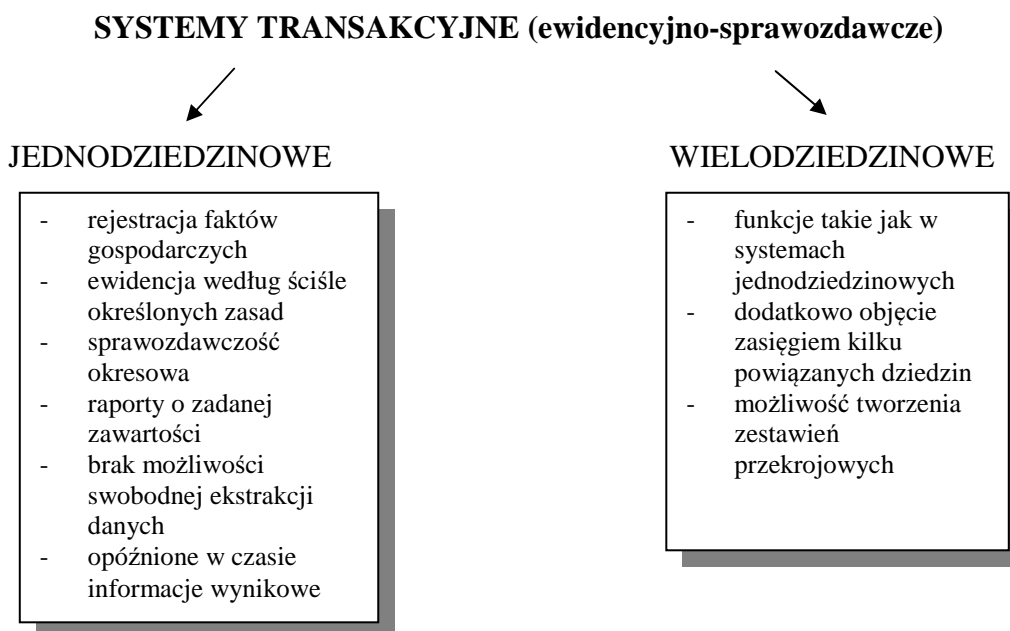 SYSTEMY TRANSAKCYJNE (ewidencyjno-sprawozdawcze)
JEDNODZIEDZINOWE
- rejestracja faktów
gospodarczych
- ewidencja według ściśle
określonych zasad
- sprawozdawczość
okresowa
- raporty o zadanej
zawartości
- brak możliwości
swobodnej ekstrakcji
danych
- opóźnione w czasie
informacje wynikowe
WIELODZIEDZINOWE
- funkcje takie jak w
systemach
jednodziedzinowych
- dodatkowo objęcie
zasięgiem kilku
powiązanych dziedzin
- możliwość tworzenia
zestawień
przekrojowych